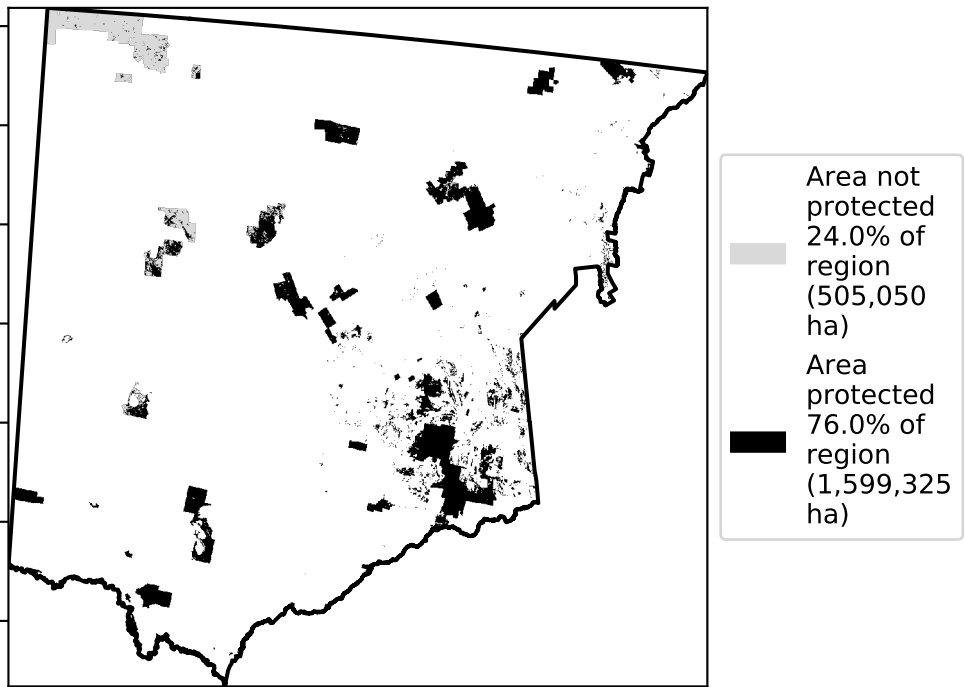 Area not
protected
24.0% of
region
(505,050
ha)
Area
protected
76.0% of
region
(1,599,325
ha)